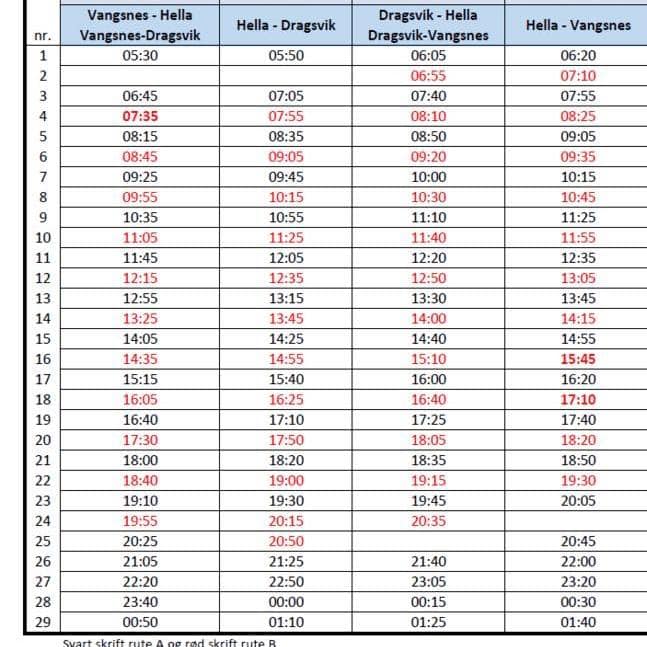 Vangsnes - Hella Hella - Dragsvik Dragsvik - Hella Hella - Vangsnes
nr. Vangsnes-Dragsvik Dragsvik-Vangsnes
1 05:30 05:50 06:05 06:20
2 06:55 07:10
3 06:45 07:05 07:40 07:55
4 07:35 07:55 08:10 08:25
5 08:15 08:35 08:50 09:05
6 08:45 09:05 09:20 09:35
7 09:25 09:45 10:00 10:15
8 09:55 10:15 10:30 10:45
9 10:35 10:55 11:10 11:25
10 11:05 11:25 11:40 11:55
11 11:45 12:05 12:20 12:35
12 12:15 12:35 12:50 13:05
13 12:55 13:15 13:30 13:45
14 13:25 13:45 14:00 14:15
15 14:05 14:25 14:40 14:55
16 14:35 14:55 15:10 15:45
17 15:15 15:40 16:00 16:20
18 16:05 16:25 16:40 17:10
19 16:40 17:10 17:25 17:40
20 17:30 17:50 18:05 18:20
21 18:00 18:20 18:35 18:50
22 18:40 19:00 19:15 19:30
23 19:10 19:30 19:45 20:05
24 19:55 20:15 20:35
25 20:25 20:50 20:45
26 21:05 21:25 21:40 22:00
27 22:20 22:50 23:05 23:20
28 23:40 00:00 00:15 00:30
29 00:50 01:10 01:25 01:40
Svart skrift rute A og rød skrift rute B